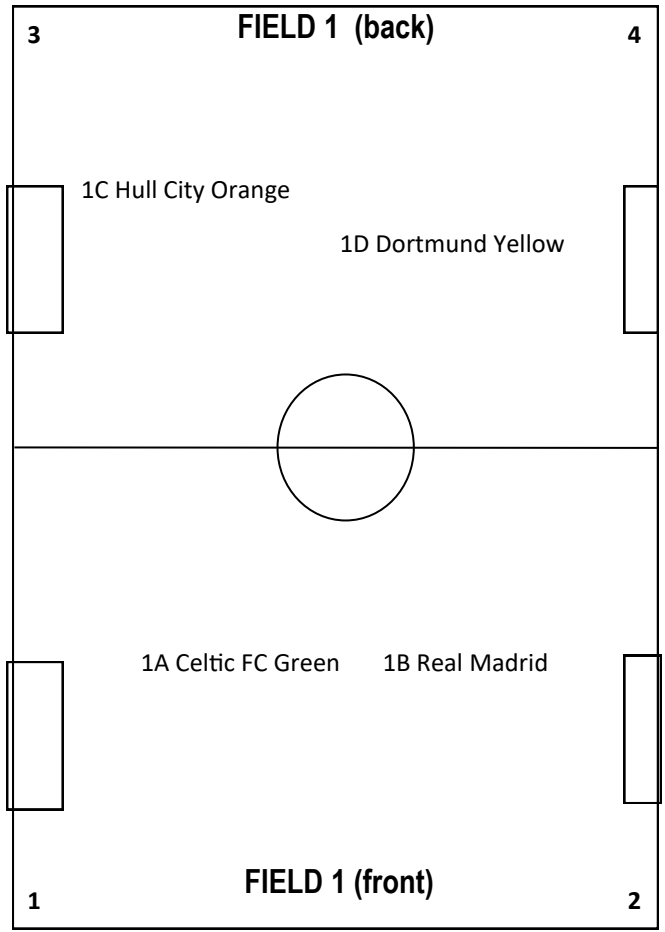 3
FIELD 1 (back)
4
1C Hull City Orange
1D Dortmund Yellow
1A Celtic FC Green
1B Real Madrid
FIELD 1 (front)
1
2